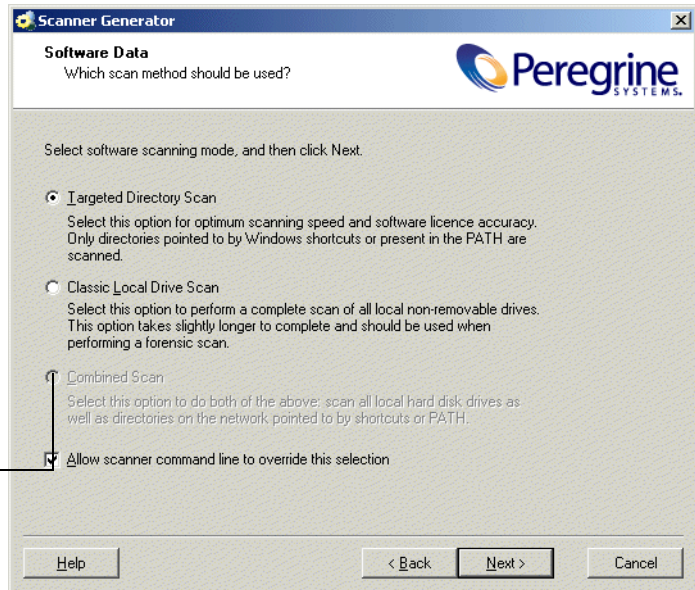 Scanner Generator
Software Data
Which scan method should be used?
Peregrine
SYSTEMS.
Select software scanning mode, and then click Next.
Targeted Directory Scan
Select this option for optimum scanning speed and software licence accuracy.
Only directories pointed to by Windows shortcuts or present in the PATH are
scanned.
Classic Local Drive Scan
Select this option to perform a complete scan of all local non-removable drives.
This option takes slightly longer to complete and should be used when
performing a forensic scan.
Combined Scan
Select this option to do both of the above: scan all local hard disk drives as
well as directories on the network pointed to by shortcuts or PATH.
Allow scanner command line to override this selection
Help
< Back
Next >
Cancel